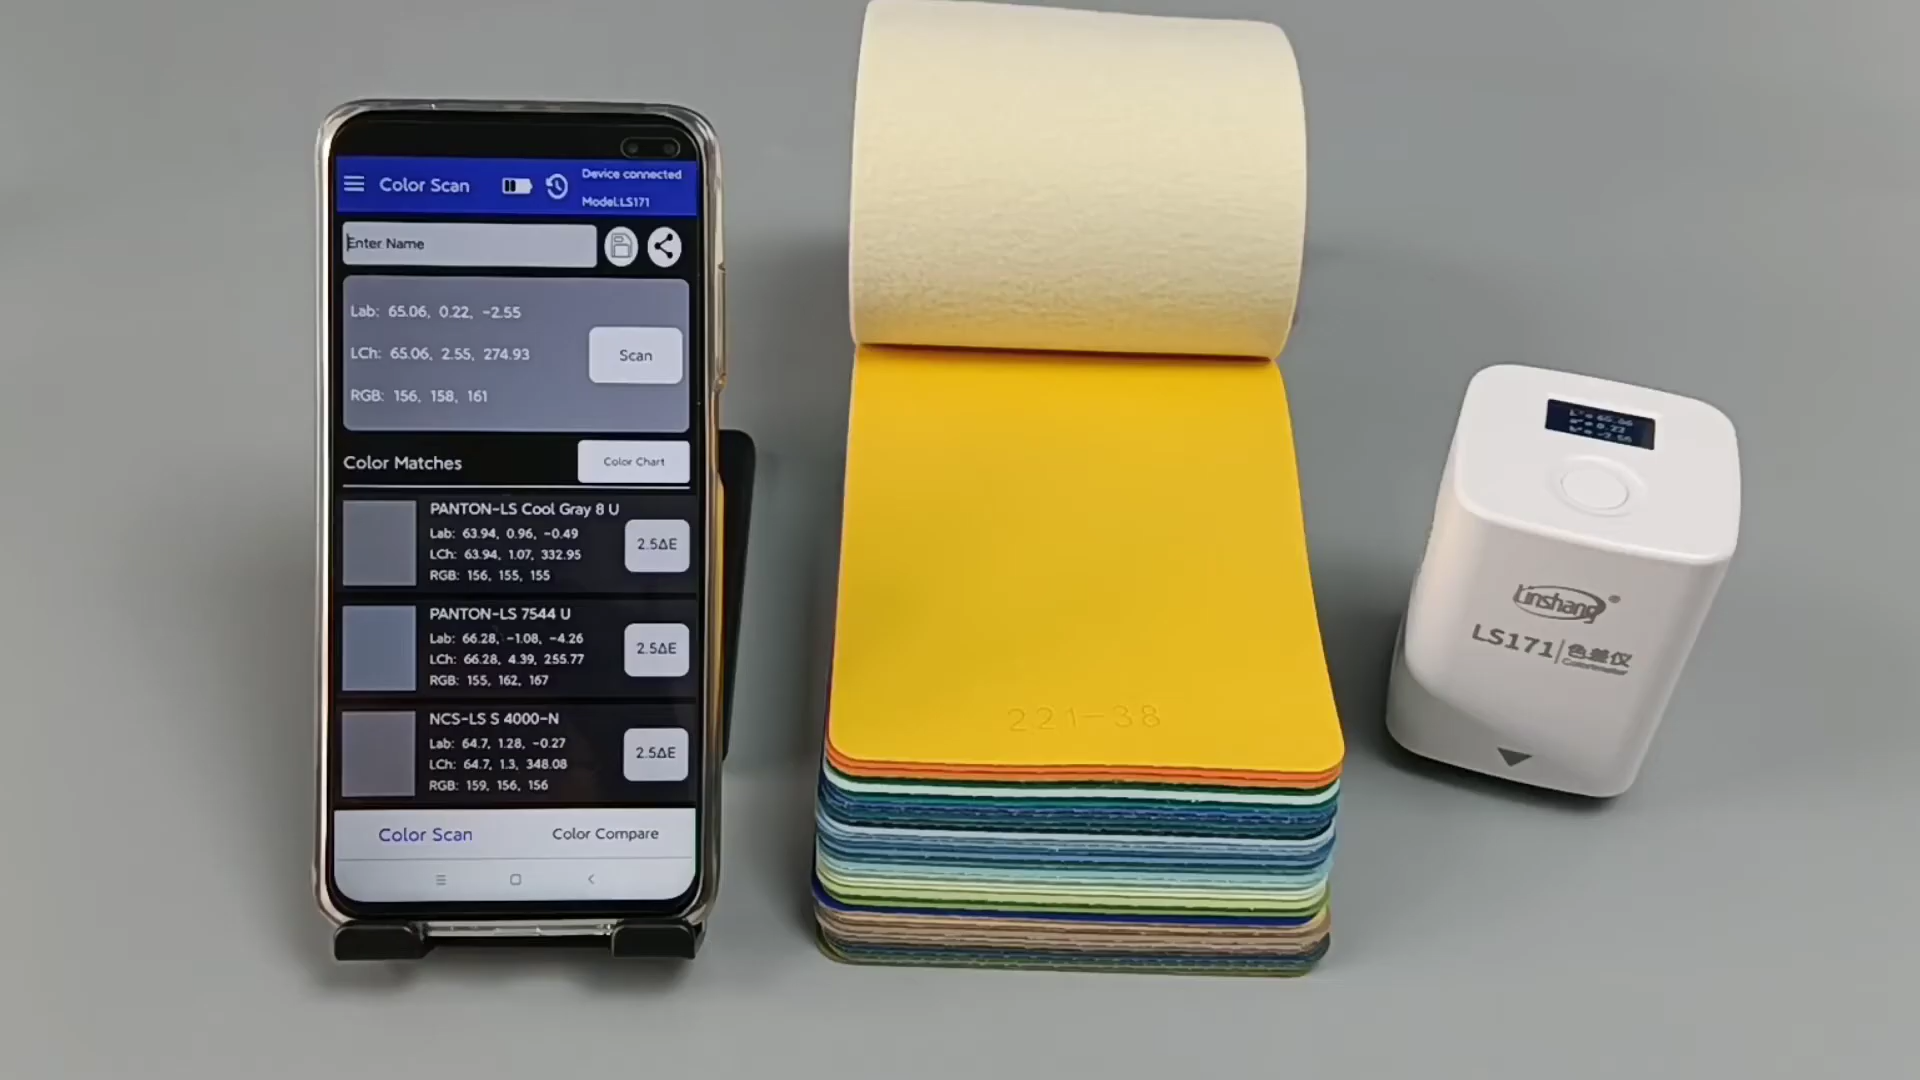 Color Scan
Device connected
Model:LS171
Enter Name
Lab: 65.06, 0.22, -2.55
LCh: 65.06, 2.55, 274.93
RGB: 156, 158, 161
Scan
Color Matches
Color Chart
PANTON-LS Cool Gray 8 U
Lab: 63.94, 0.96, -0.49
LCh: 63.94, 1.07, 332.95
RGB: 156, 155, 155
2.5ΔE
PANTON-LS 7544 U
Lab: 66.28, -1.08, -4.26
LCh: 66.28, 4.39, 255.77
RGB: 155, 162, 167
2.5ΔE
NCS-LS S 4000-N
Lab: 64.7, 1.28, -0.27
LCh: 64.7, 1.3, 348.08
RGB: 159, 156, 156
2.5ΔE
Color Scan
Color Compare
221-38
Linshang®
LS171|色差仪
Colorimeter